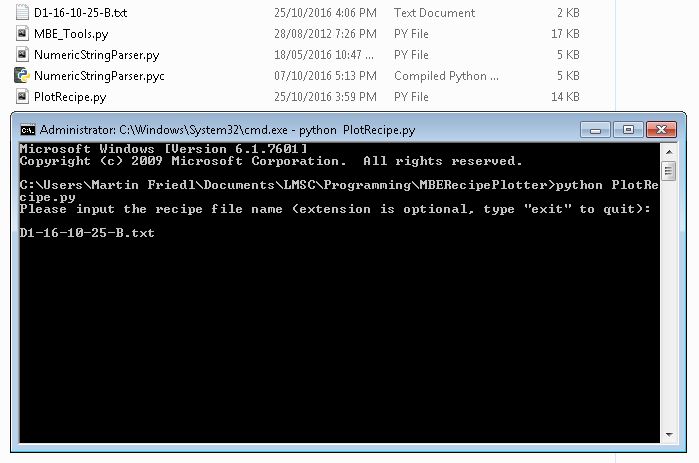 D1-16-10-25-B.txt 25/10/2016 4:06 PM Text Document 2 KB
MBE_Tools.py 28/08/2012 7:26 PM PY File 17 KB
NumericStringParser.py 18/05/2016 10:47 ... PY File 5 KB
NumericStringParser.pyc 07/10/2016 5:13 PM Compiled Python ... 5 KB
PlotRecipe.py 25/10/2016 3:59 PM PY File 14 KB
Administrator: C:\Windows\System32\cmd.exe - python  PlotRecipe.py
Microsoft Windows [Version 6.1.7601]
Copyright (c) 2009 Microsoft Corporation.  All rights reserved.
C:\Users\Martin Friedl\Documents\LMSC\Programming\MBERecipePlotter>python PlotRe
cipe.py
Please input the recipe file name (extension is optional, type "exit" to quit):
D1-16-10-25-B.txt